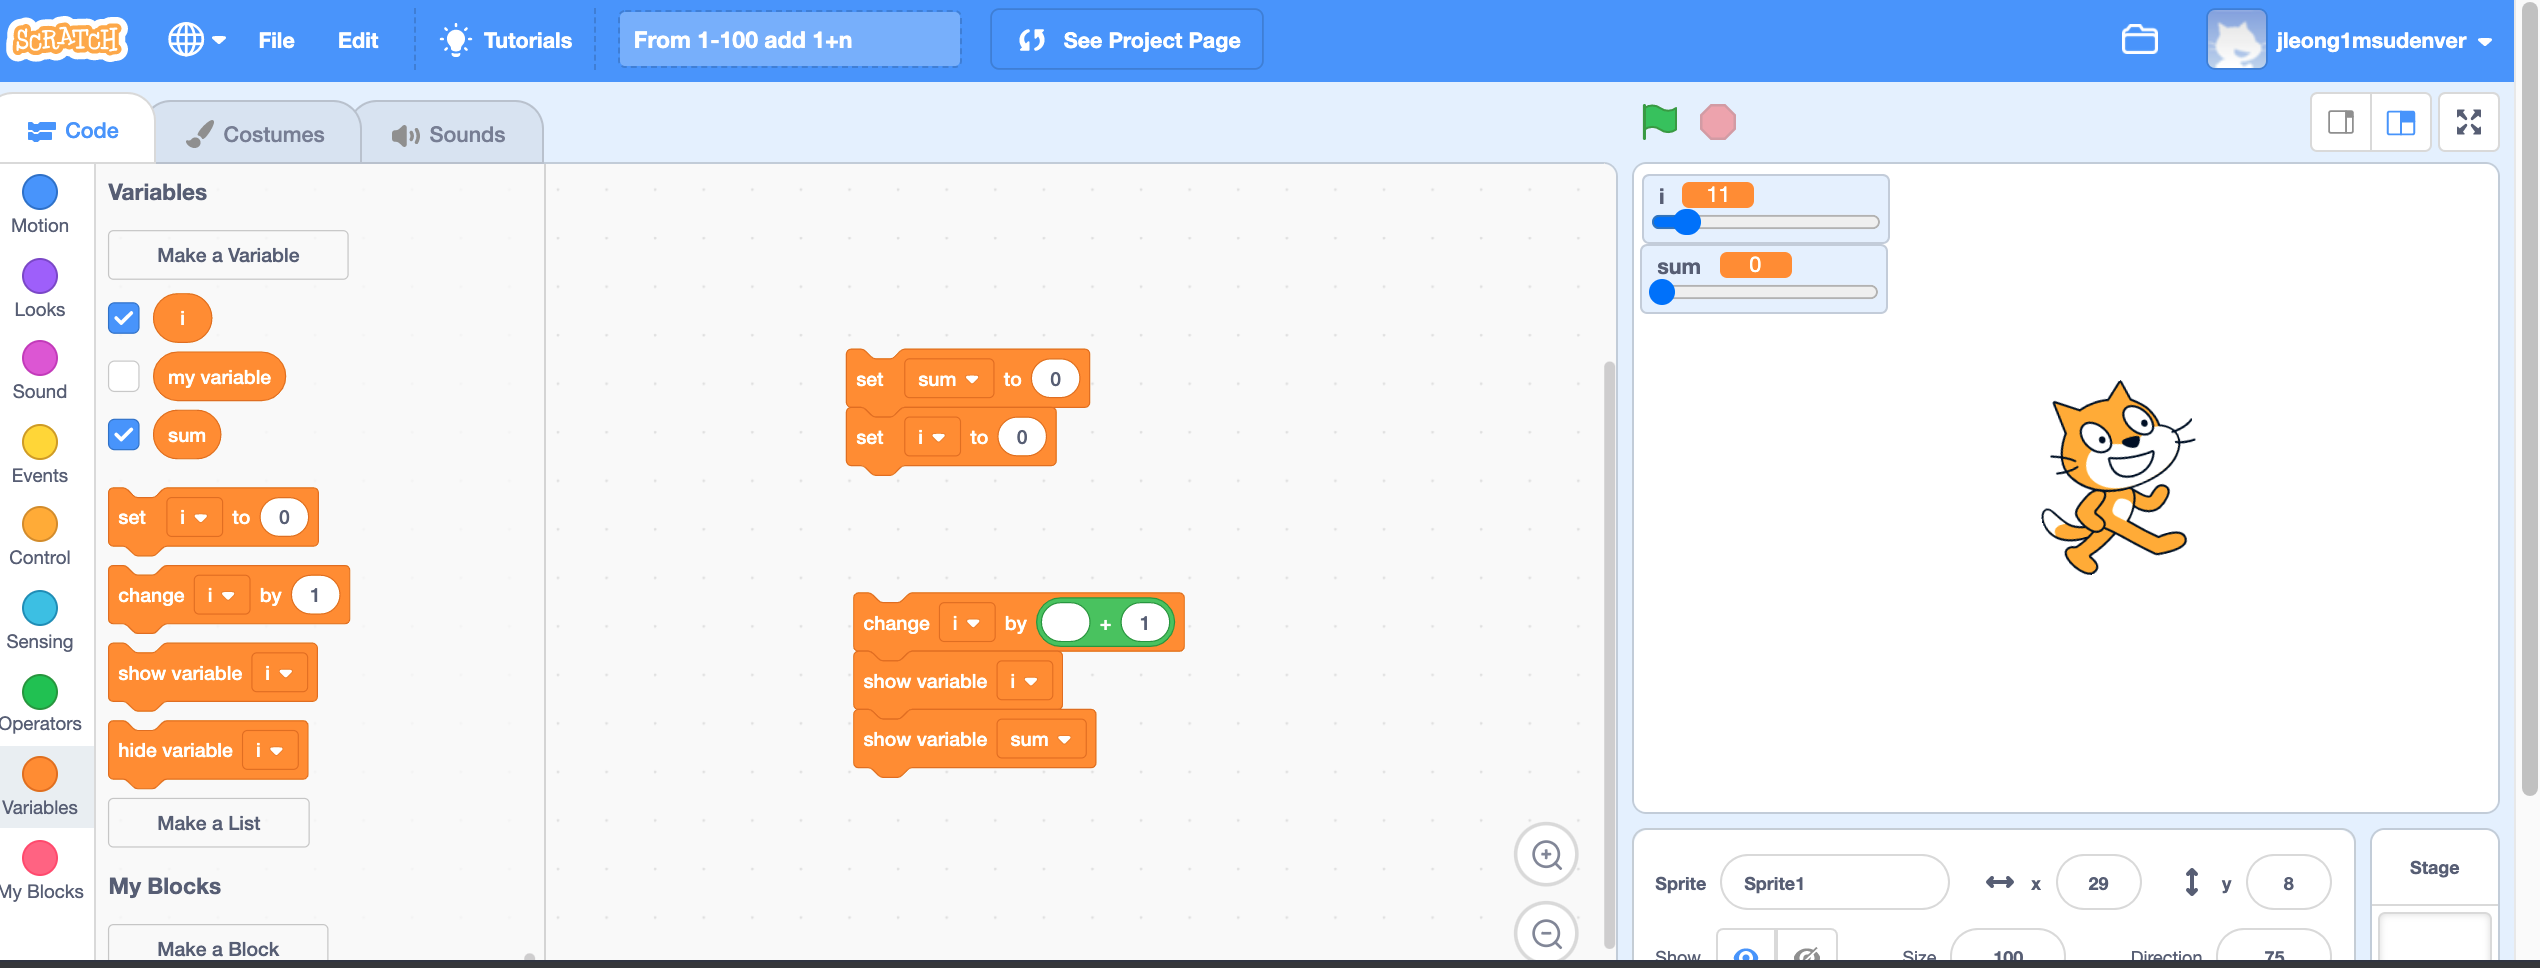 SCRATCH File Edit Tutorials From 1-100 add 1+n See Project Page jleong1msudenver
Code Costumes Sounds
Motion
Looks
Sound
Events
Control
Sensing
Operators
Variables
My Blocks
Variables
Make a Variable
i
my variable
sum
set i to 0
change i by 1
show variable i
hide variable i
Make a List
My Blocks
Make a Block
set sum to 0
set i to 0
change i by + 1
show variable i
show variable sum
i 11
sum 0
Sprite Sprite1 x 29 y 8
Show Size 100 Direction 75
Stage